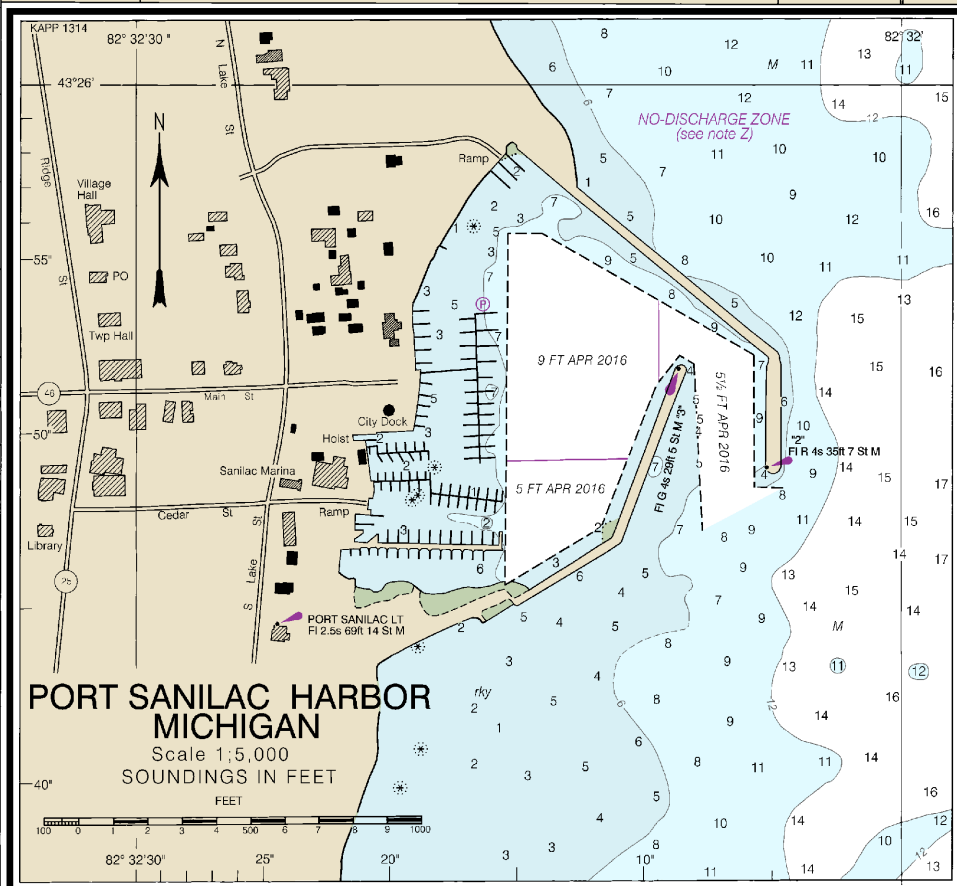 KAPP 1314
82° 32'30 "
82° 32'
43°26'
N
N Lake St
Ridge St
Ramp
NO-DISCHARGE ZONE
(see note Z)
M
Village
Hall
PO
55"
Twp Hall
P
9 FT APR 2016
46
Main St
City Dock
50"
Hoist
Sanilac Marina
5 FT APR 2016
5½ FT APR 2016
Fl G 4s 29ft 5 St M "3"
"2"
Fl R 4s 35ft 7 St M
Cedar St
Ramp
Library
25
S Lake St
PORT SANILAC LT
Fl 2.5s 69ft 14 St M
M
rky
PORT SANILAC HARBOR
MICHIGAN
Scale 1:5,000
SOUNDINGS IN FEET
FEET
100 0 1 2 3 4 500 6 7 8 9 1000
40"
82° 32'30"
25"
20"
10"